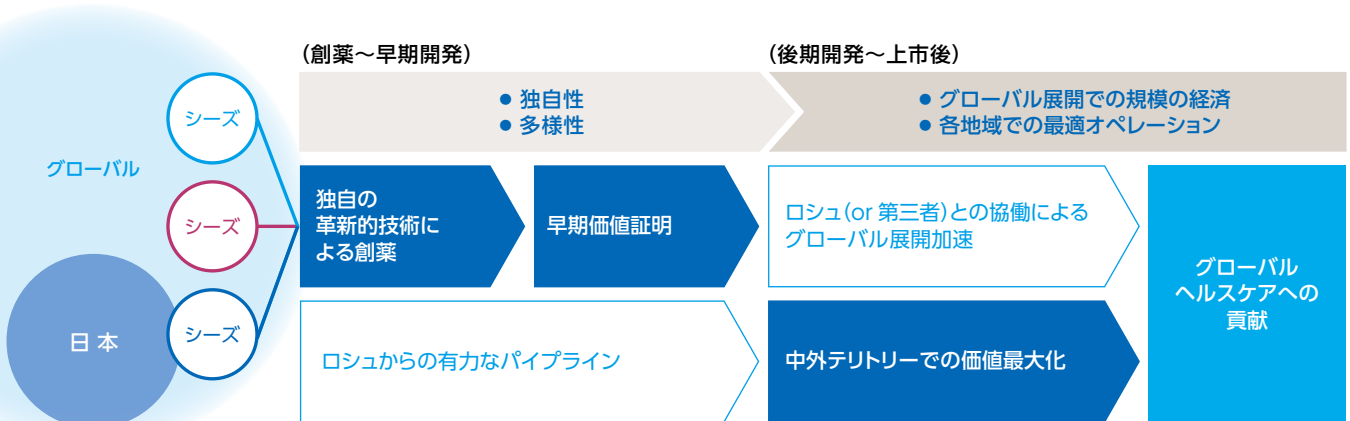 (創薬～早期開発)
(後期開発～上市後)
● 独自性
● 多様性
● グローバル展開での規模の経済
● 各地域での最適オペレーション
グローバル
日本
シーズ
シーズ
シーズ
独自の
革新的技術に
よる創薬
早期価値証明
ロシュ(or 第三者)との協働による
グローバル展開加速
ロシュからの有力なパイプライン
中外テリトリーでの価値最大化
グローバル
ヘルスケアへの
貢献